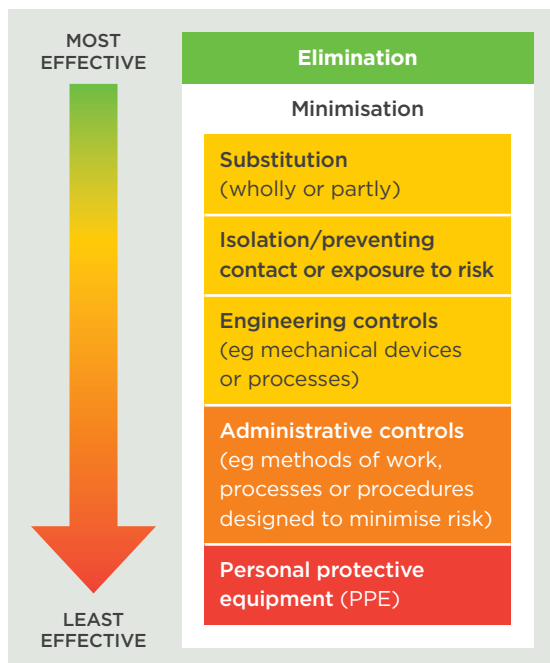 MOST
EFFECTIVE
Elimination
Minimisation
Substitution
(wholly or partly)
Isolation/preventing
contact or exposure to risk
Engineering controls
(eg mechanical devices
or processes)
Administrative controls
(eg methods of work,
processes or procedures
designed to minimise risk)
Personal protective
equipment (PPE)
LEAST
EFFECTIVE